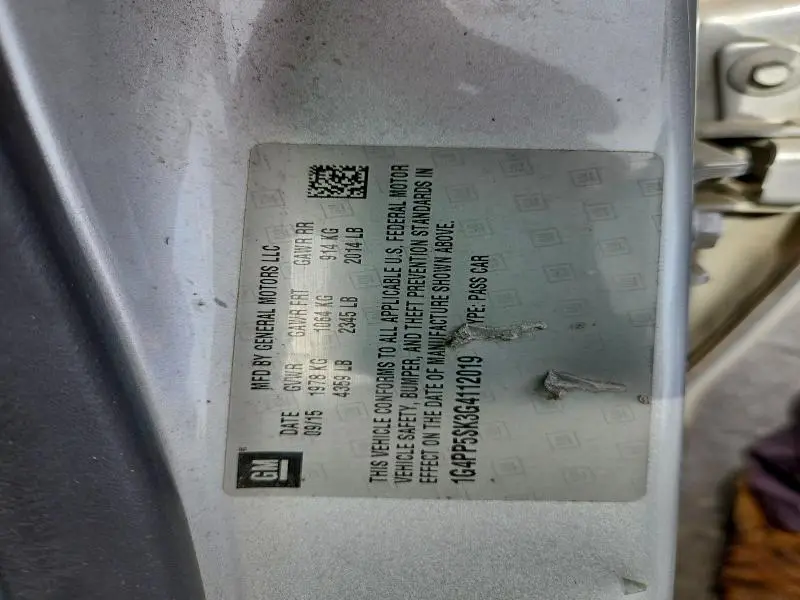 GM
MFD BY GENERAL MOTORS LLC
DATE GVWR GAWR FRT GAWR RR
09/15 1978 KG 1064 KG 914 KG
4359 LB 2345 LB 2014 LB
THIS VEHICLE CONFORMS TO ALL APPLICABLE U.S. FEDERAL MOTOR
VEHICLE SAFETY, BUMPER, AND THEFT PREVENTION STANDARDS IN
EFFECT ON THE DATE OF MANUFACTURE SHOWN ABOVE.
1G4PP5SK3G4112019 TYPE: PASS CAR